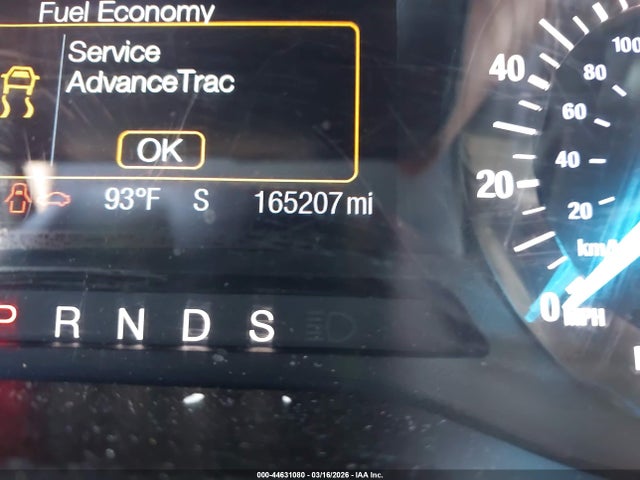 Fuel Economy
Service
AdvanceTrac
OK
93°F S 165207 mi
P R N D S
40
20
0
MPH
100
80
60
40
20
km/
000-44631080 | 03/16/2026 | IAA Inc.